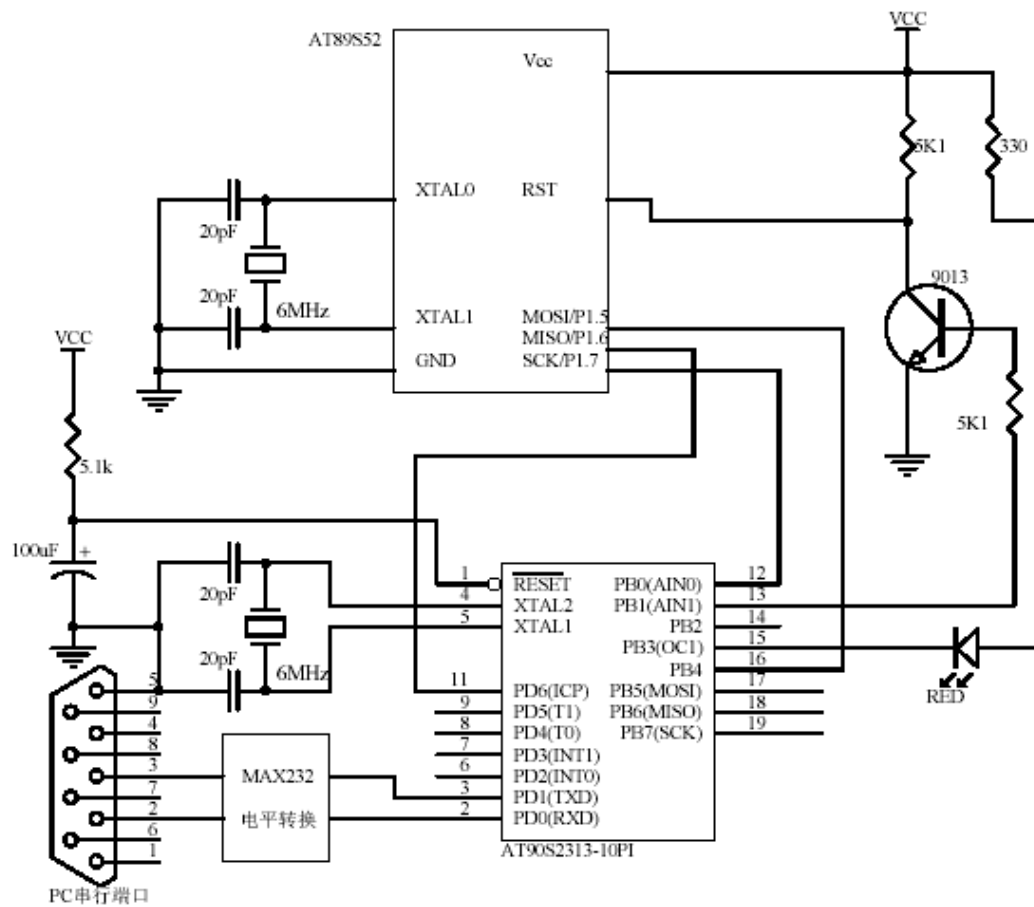 VCC
AT89S52
Vcc
5K1
330
XTAL0
RST
20pF
9013
20pF
6MHz
XTAL1
MOSI/P1.5
MISO/P1.6
VCC
GND
SCK/P1.7
5K1
5.1k
100uF
+
1
RESET
PB0(AIN0)
12
4
XTAL2
PB1(AIN1)
13
20pF
5
XTAL1
PB2
14
PB3(OC1)
15
20pF
6MHz
PB4
16
5
11
PD6(ICP)
PB5(MOSI)
17
RED
9
9
PD5(T1)
PB6(MISO)
18
4
8
PD4(T0)
PB7(SCK)
19
8
7
PD3(INT1)
3
MAX232
6
PD2(INT0)
7
3
PD1(TXD)
2
电平转换
2
PD0(RXD)
6
1
AT90S2313-10PI
PC串行端口